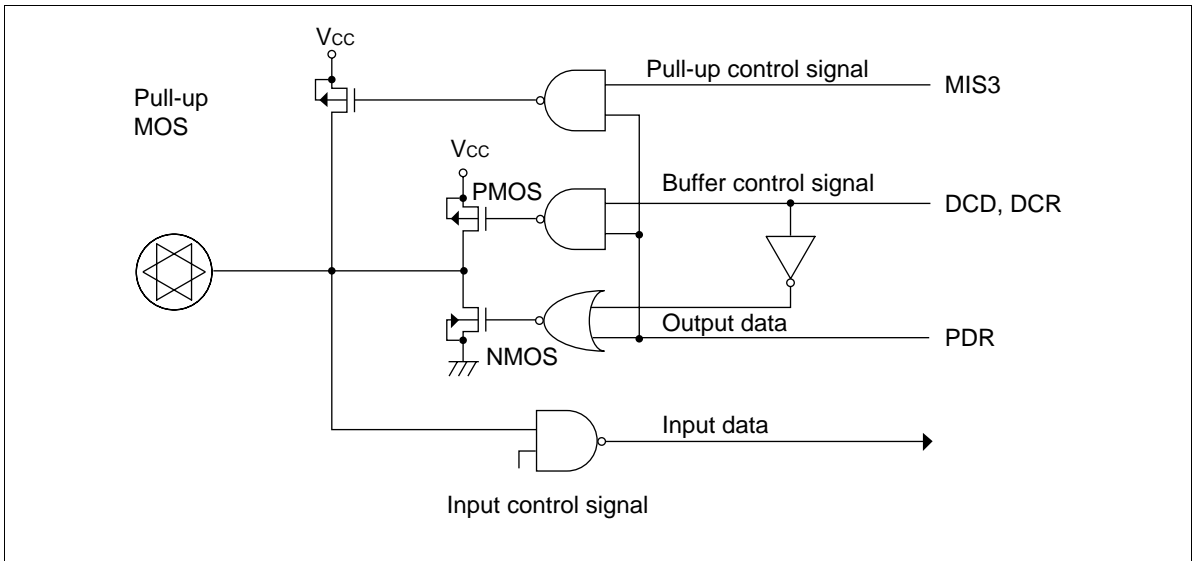 VCC
Pull-up control signal
MIS3
Pull-up
MOS
VCC
PMOS
Buffer control signal
DCD, DCR
Output data
PDR
NMOS
Input data
Input control signal